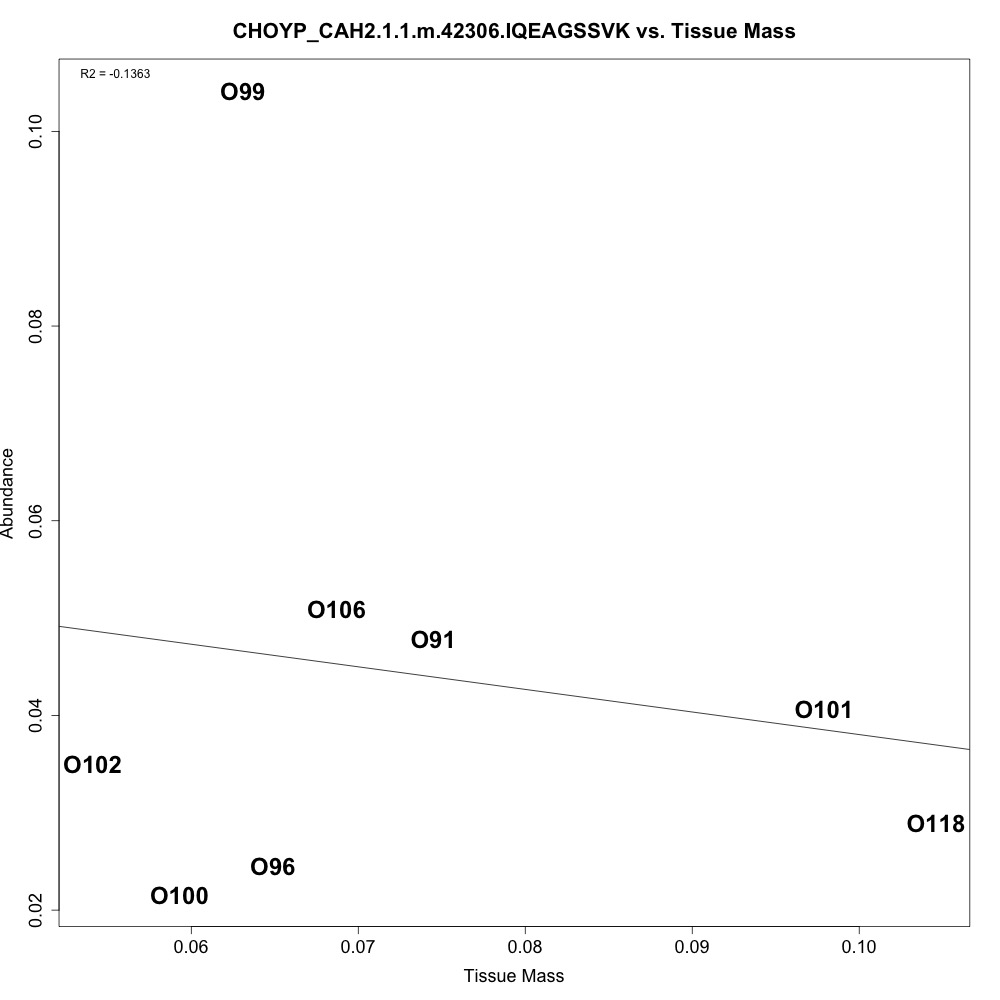 CHOYP_CAH2.1.1.m.42306.IQEAGSSVK vs. Tissue Mass
R2 = -0.1363
O99
0.10
0.08
Abundance
0.06
O106
O91
0.04
O101
O102
O118
O96
O100
0.02
0.06 0.07 0.08 0.09 0.10
Tissue Mass